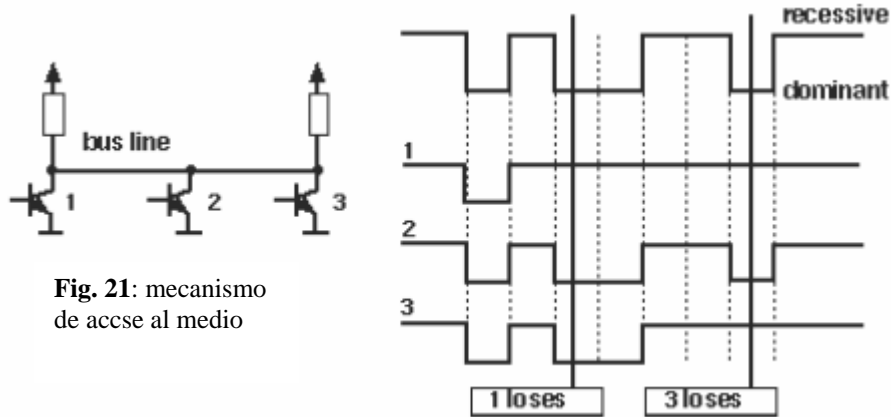 bus line
1
2
3
Fig. 21: mecanismo
de accse al medio
recessive
dominant
1
2
3
1 loses
3 loses